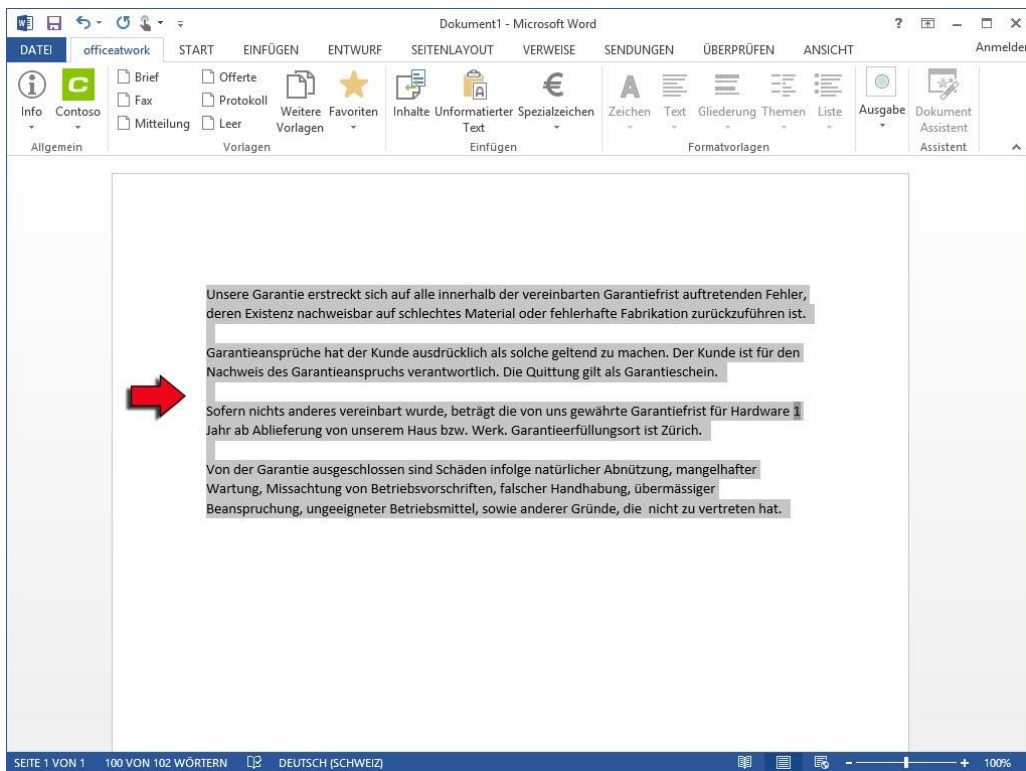 Dokument1 - Microsoft Word
?
DATEI officeatwork START EINFÜGEN ENTWURF SEITENLAYOUT VERWEISE SENDUNGEN ÜBERPRÜFEN ANSICHT Anmelden
Info
Contoso
Brief
Fax
Mitteilung
Offerte
Protokoll
Leer
Weitere
Vorlagen
Favoriten
Inhalte
Unformatierter
Text
Spezialzeichen
Zeichen
Text
Gliederung
Themen
Liste
Ausgabe
Dokument
Assistent
Allgemein Vorlagen Einfügen Formatvorlagen Assistent
Unsere Garantie erstreckt sich auf alle innerhalb der vereinbarten Garantiefrist auftretenden Fehler,
deren Existenz nachweisbar auf schlechtes Material oder fehlerhafte Fabrikation zurückzuführen ist.
Garantieansprüche hat der Kunde ausdrücklich als solche geltend zu machen. Der Kunde ist für den
Nachweis des Garantieanspruchs verantwortlich. Die Quittung gilt als Garantieschein.
Sofern nichts anderes vereinbart wurde, beträgt die von uns gewährte Garantiefrist für Hardware 1
Jahr ab Ablieferung von unserem Haus bzw. Werk. Garantieerfüllungsort ist Zürich.
Von der Garantie ausgeschlossen sind Schäden infolge natürlicher Abnützung, mangelhafter
Wartung, Missachtung von Betriebsvorschriften, falscher Handhabung, übermässiger
Beanspruchung, ungeeigneter Betriebsmittel, sowie anderer Gründe, die  nicht zu vertreten hat.
SEITE 1 VON 1 100 VON 102 WÖRTERN DEUTSCH (SCHWEIZ) - + 100%